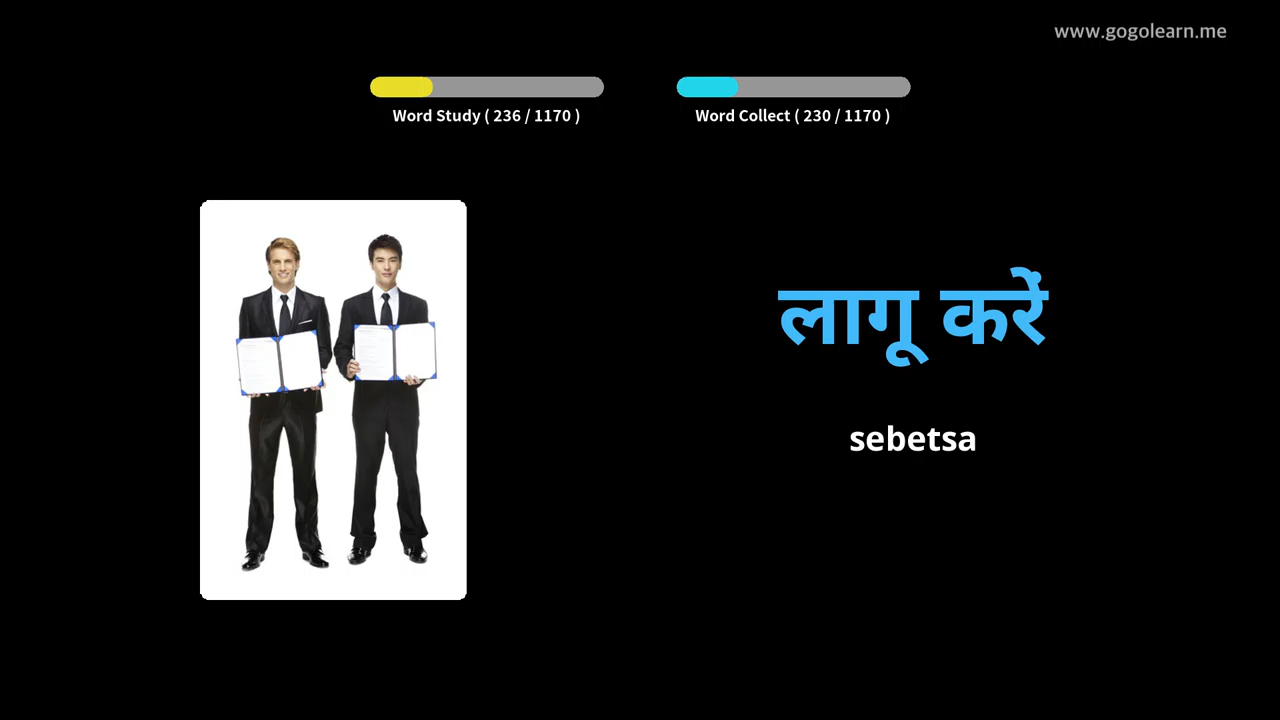 www.gogolearn.me
Word Study ( 236 / 1170 )
Word Collect ( 230 / 1170 )
लागू करें
sebetsa